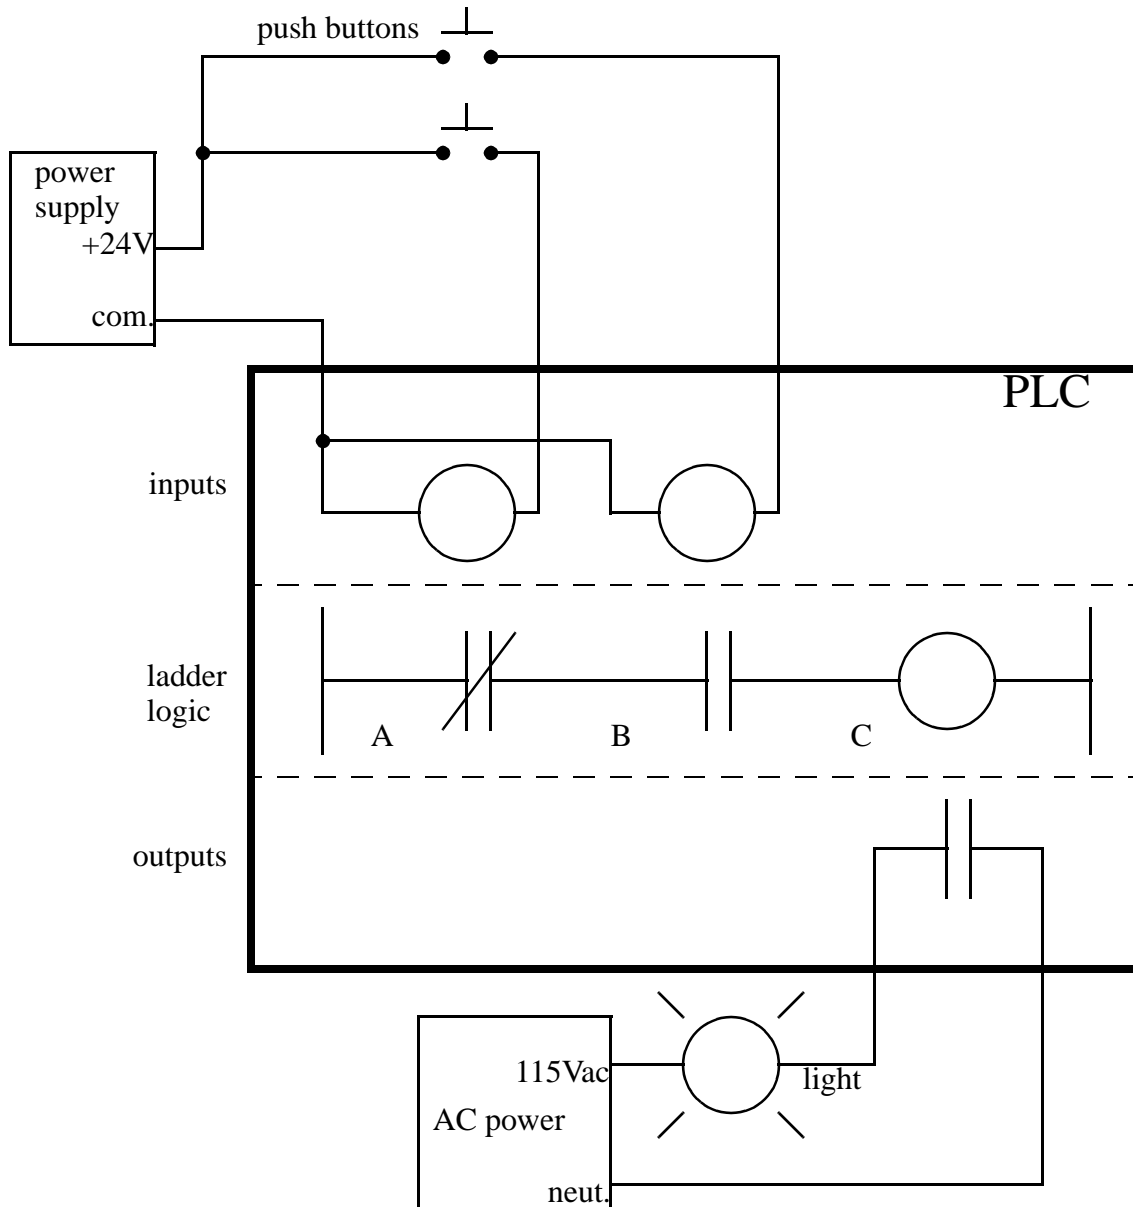 push buttons
power
supply
+24V
com.
PLC
inputs
ladder
logic
A
B
C
outputs
115Vac
light
AC power
neut.